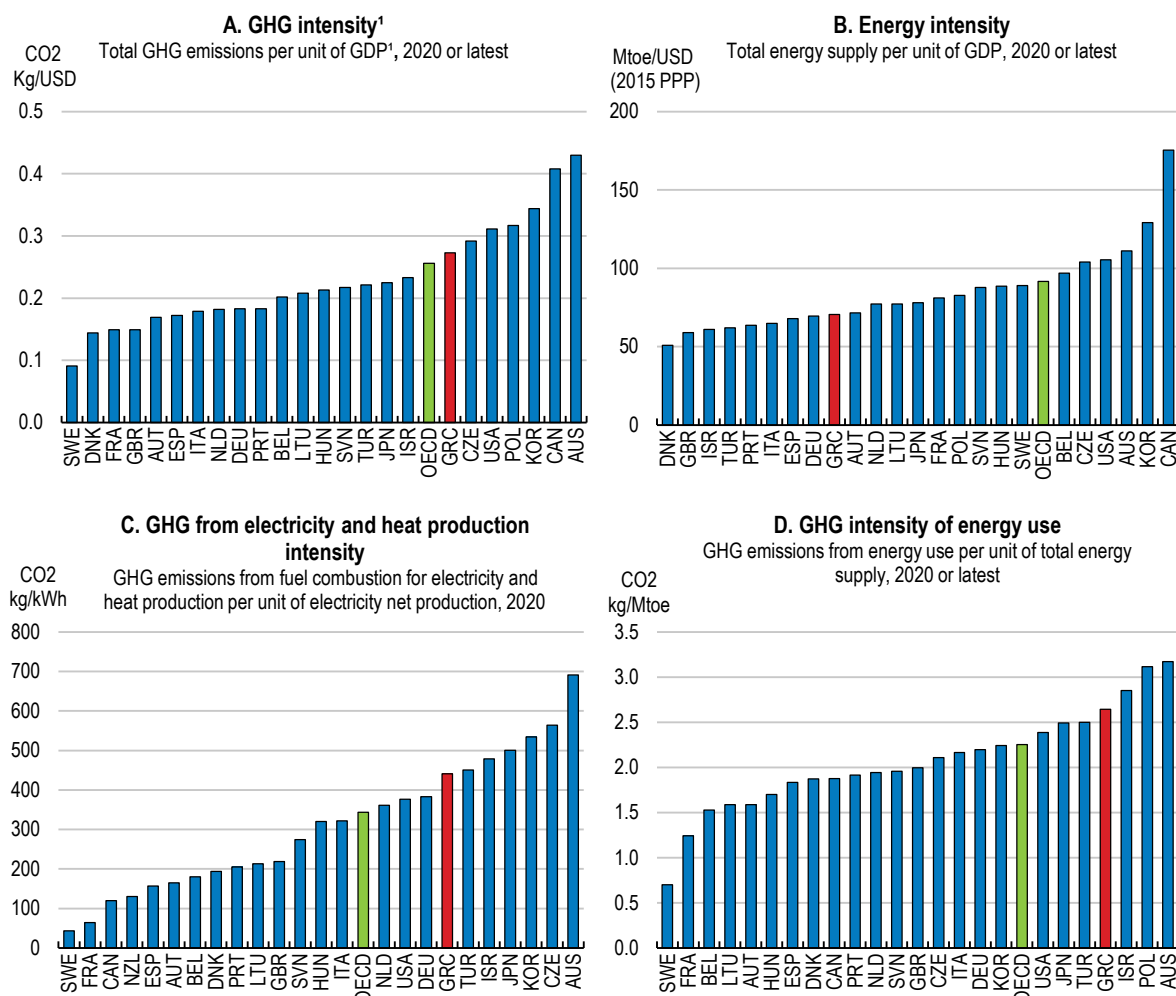 A. GHG intensity¹
Total GHG emissions per unit of GDP¹, 2020 or latest
CO2
Kg/USD
0.5
0.4
0.3
0.2
0.1
0.0
SWE DNK FRA GBR AUT ESP ITA NLD DEU PRT BEL LTU HUN SVN TUR JPN ISR OECD GRC CZE USA POL KOR CAN AUS
B. Energy intensity
Total energy supply per unit of GDP, 2020 or latest
Mtoe/USD
(2015 PPP)
200
150
100
50
0
DNK GBR ISR TUR PRT ITA ESP DEU GRC AUT NLD LTU JPN FRA POL SVN HUN SWE OECD BEL CZE USA AUS KOR CAN
C. GHG from electricity and heat production
intensity
GHG emissions from fuel combustion for electricity and
heat production per unit of electricity net production, 2020
CO2
kg/kWh
800
700
600
500
400
300
200
100
0
SWE FRA CAN NZL ESP AUT BEL DNK PRT LTU GBR SVN HUN ITA OECD NLD USA DEU GRC TUR ISR JPN KOR CZE AUS
D. GHG intensity of energy use
GHG emissions from energy use per unit of total energy
supply, 2020 or latest
CO2
kg/Mtoe
3.5
3.0
2.5
2.0
1.5
1.0
0.5
0.0
SWE FRA BEL LTU AUT HUN ESP DNK CAN PRT NLD SVN GBR CZE ITA DEU KOR OECD USA JPN TUR GRC ISR POL AUS